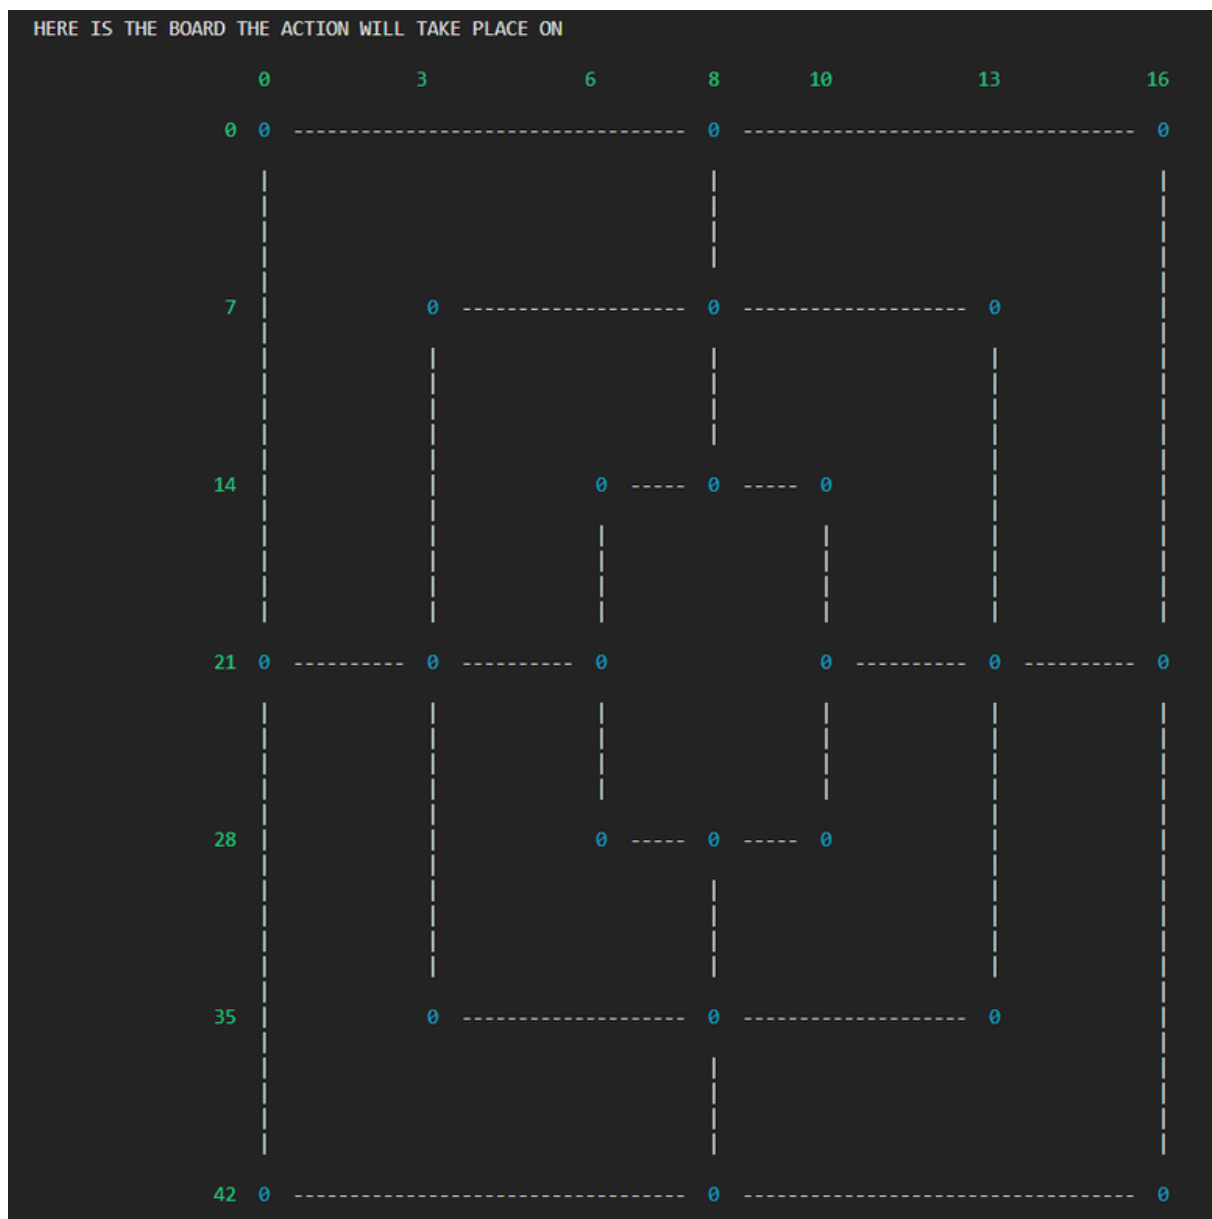 HERE IS THE BOARD THE ACTION WILL TAKE PLACE ON
0 3 6 8 10 13 16
0 0 ----------------------------------- 0 ----------------------------------- 0
7 0 -------------------- 0 -------------------- 0
14 0 ----- 0 ----- 0
21 0 ---------- 0 ---------- 0 0 ---------- 0 ---------- 0
28 0 ----- 0 ----- 0
35 0 -------------------- 0 -------------------- 0
42 0 ----------------------------------- 0 ----------------------------------- 0